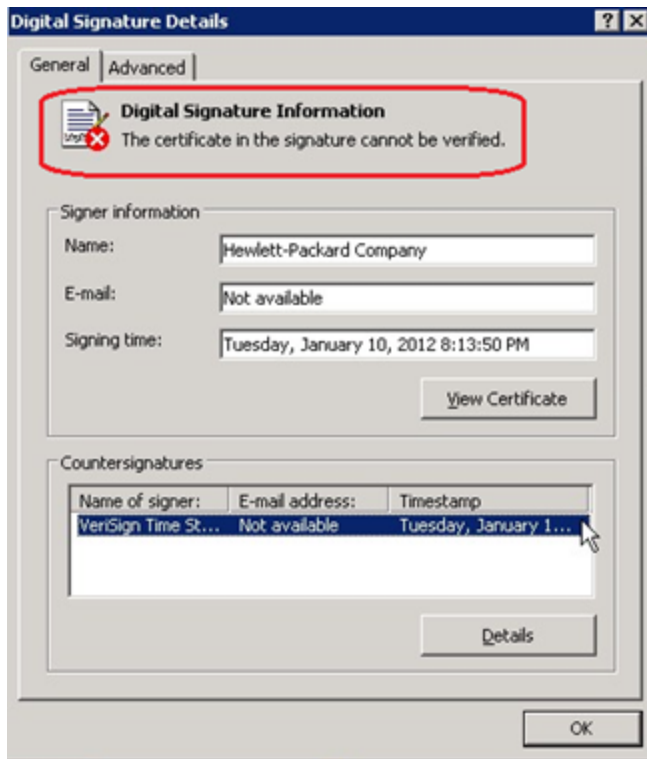 Digital Signature Details
General Advanced
Digital Signature Information
The certificate in the signature cannot be verified.
Signer information
Name: Hewlett-Packard Company
E-mail: Not available
Signing time: Tuesday, January 10, 2012 8:13:50 PM
View Certificate
Countersignatures
Name of signer: E-mail address: Timestamp
VeriSign Time St... Not available Tuesday, January 1...
Details
OK